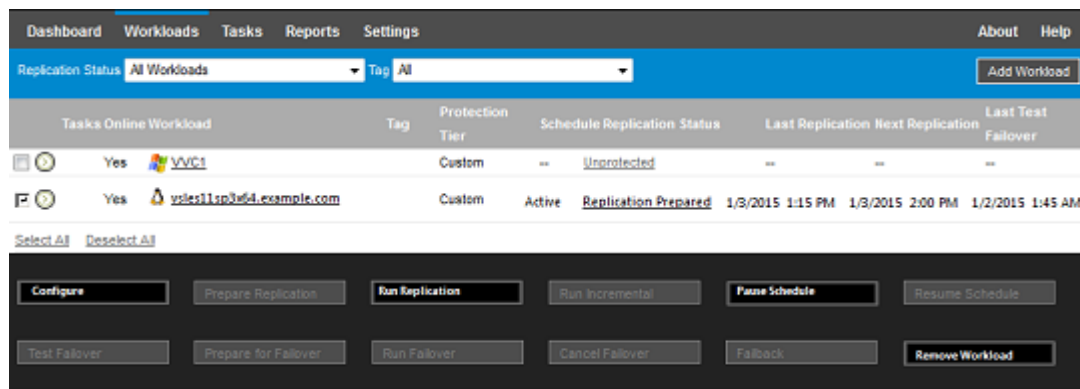 Dashboard Workloads Tasks Reports Settings About Help
Replication Status All Workloads Tag All Add Workload
Tasks Online Workload Tag Protection Tier Schedule Replication Status Last Replication Next Replication Last Test Failover
Yes VVC1 Custom -- Unprotected -- -- --
Yes vsles11sp3x64.example.com Custom Active Replication Prepared 1/3/2015 1:15 PM 1/3/2015 2:00 PM 1/2/2015 1:45 AM
Select All Deselect All
Configure Prepare Replication Run Replication Run Incremental Pause Schedule Resume Schedule
Test Failover Prepare for Failover Run Failover Cancel Failover Failback Remove Workload